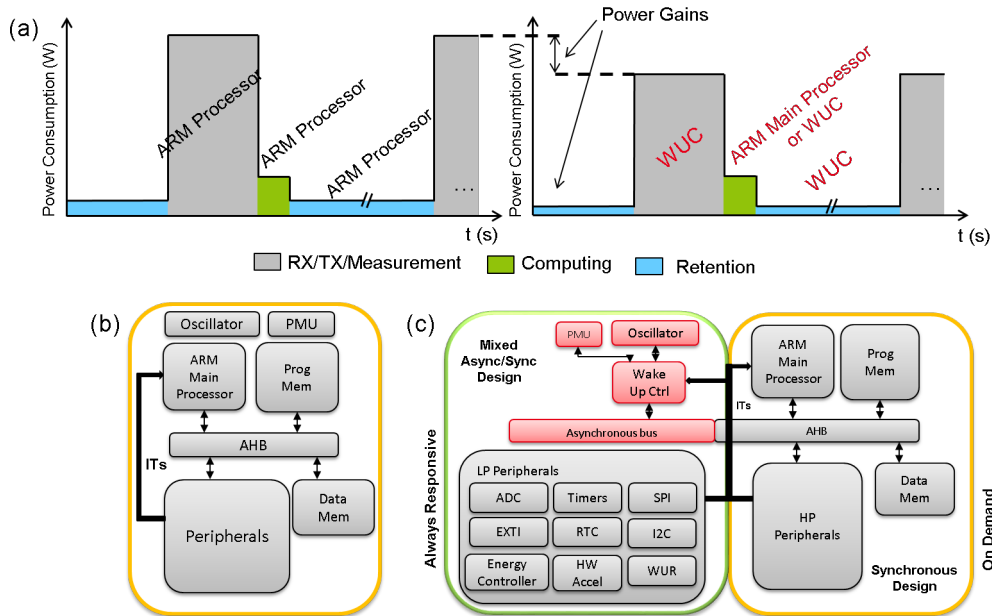 (a)
Power Consumption (W)
ARM Processor
ARM Processor
ARM Processor
...
t (s)
Power Gains
Power Consumption (W)
WUC
ARM Main Processor
or WUC
WUC
...
t (s)
RX/TX/Measurement
Computing
Retention
(b)
Oscillator
PMU
ARM
Main
Processor
Prog
Mem
AHB
ITs
Peripherals
Data
Mem
(c)
Mixed
Async/Sync
Design
PMU
Oscillator
Wake
Up Ctrl
Asynchronous bus
Always Responsive
LP Peripherals
ADC
Timers
SPI
EXTI
RTC
I2C
Energy
Controller
HW
Accel
WUR
ARM
Main
Processor
Prog
Mem
ITs
AHB
HP
Peripherals
Data
Mem
Synchronous
Design
On Demand